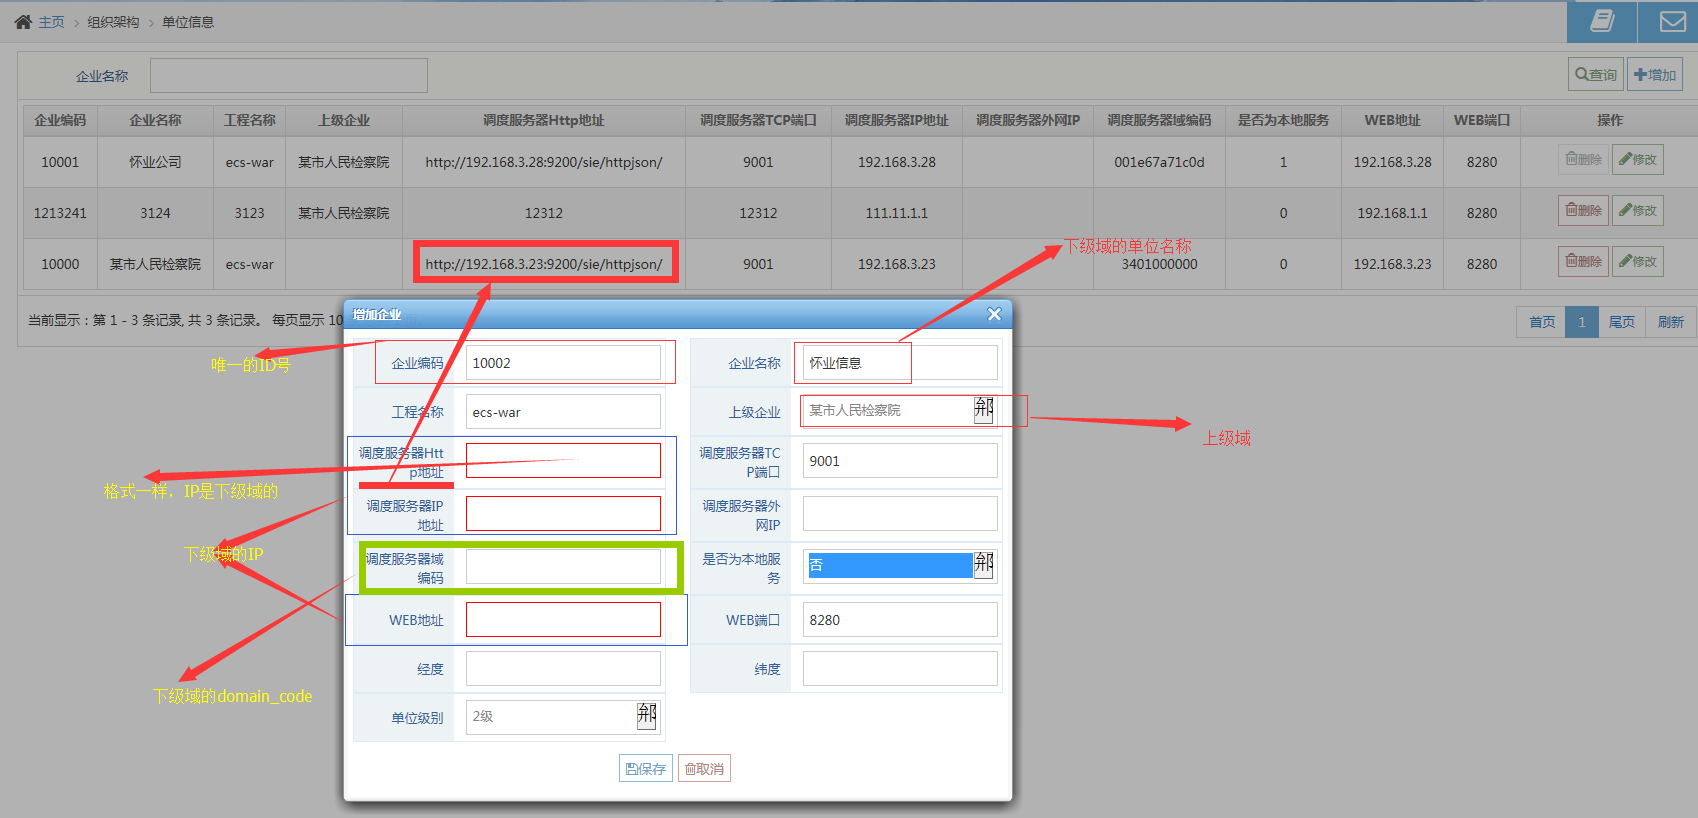 主页 > 组织架构 > 单位信息
企业名称
查询 增加
企业编码 企业名称 工程名称 上级企业 调度服务器Http地址 调度服务器TCP端口 调度服务器IP地址 调度服务器外网IP 调度服务器域编码 是否为本地服务 WEB地址 WEB端口 操作
10001 怀业公司 ecs-war 某市人民检察院 http://192.168.3.28:9200/sie/httpjson/ 9001 192.168.3.28 001e67a71c0d 1 192.168.3.28 8280 删除 修改
1213241 3124 3123 某市人民检察院 12312 12312 111.11.1.1 0 192.168.1.1 8280 删除 修改
下级域的单位名称
10000 某市人民检察院 ecs-war http://192.168.3.23:9200/sie/httpjson/ 9001 192.168.3.23 3401000000 0 192.168.3.23 8280 删除 修改
当前显示：第 1 - 3 条记录, 共 3 条记录。 每页显示 10
首页 1 尾页 刷新
增加企业
唯一的ID号
企业编码 10002
企业名称 怀业信息
工程名称 ecs-war
上级企业 某市人民检察院
上级域
调度服务器Htt
p地址
调度服务器TC
P端口
9001
格式一样，IP是下级域的
调度服务器IP
地址
调度服务器外
网IP
下级域的IP
调度服务器域
编码
是否为本地服
务
否
WEB地址
WEB端口 8280
经度
纬度
下级域的domain_code
单位级别 2级
保存 取消